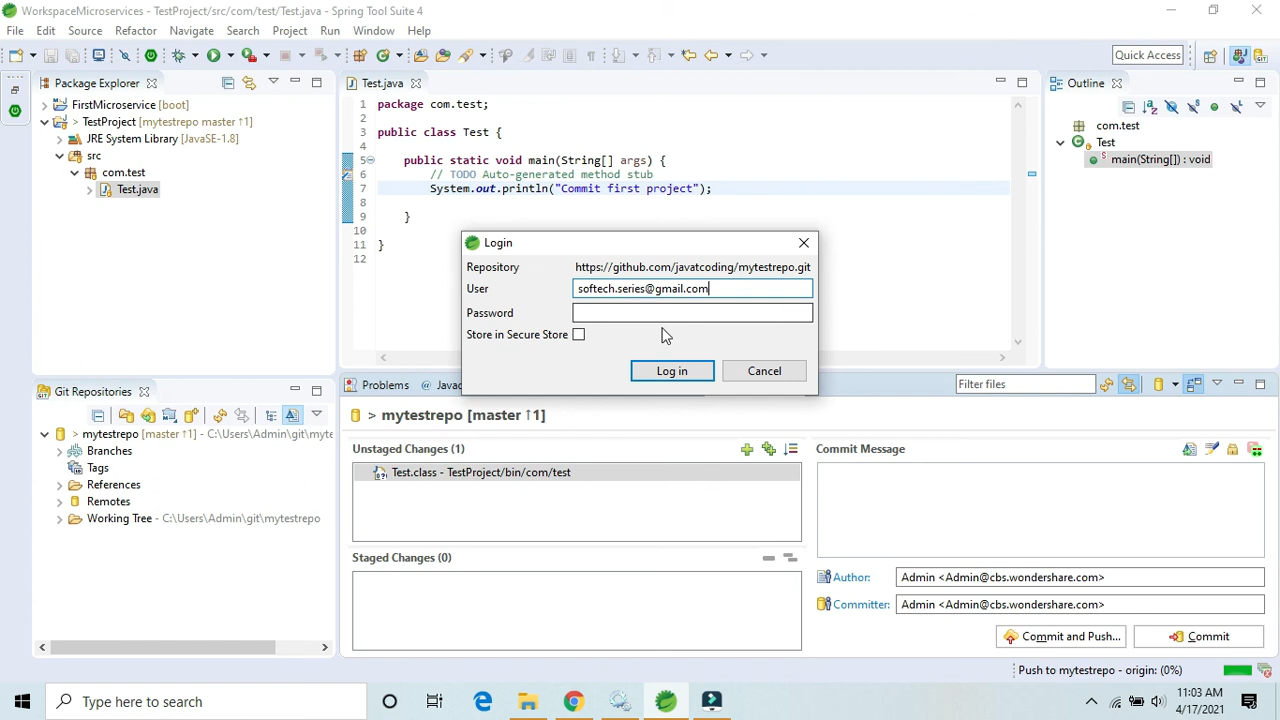 WorkspaceMicroservices - TestProject/src/com/test/Test.java - Spring Tool Suite 4
File Edit Source Refactor Navigate Search Project Run Window Help
Quick Access
Package Explorer
FirstMicroservice [boot]
TestProject [mytestrepo master ↑1]
JRE System Library [JavaSE-1.8]
src
com.test
Test.java
Test.java
1 package com.test;
2
3 public class Test {
4
5 public static void main(String[] args) {
6 // TODO Auto-generated method stub
7 System.out.println("Commit first project");
8
9 }
10
11 }
12
Outline
com.test
Test
main(String[]) : void
Login
Repository https://github.com/javatcoding/mytestrepo.git
User softech.series@gmail.com
Password
Store in Secure Store
Log in Cancel
Git Repositories
mytestrepo [master ↑1] - C:\Users\Admin\git\myte
Branches
Tags
References
Remotes
Working Tree - C:\Users\Admin\git\mytestrepo
Problems @ Javac
Filter files
> mytestrepo [master ↑1]
Unstaged Changes (1)
Test.class - TestProject/bin/com/test
Staged Changes (0)
Commit Message
Author: Admin <Admin@cbs.wondershare.com>
Committer: Admin <Admin@cbs.wondershare.com>
Commit and Push... Commit
Push to mytestrepo - origin: (0%)
Type here to search
11:03 AM
4/17/2021